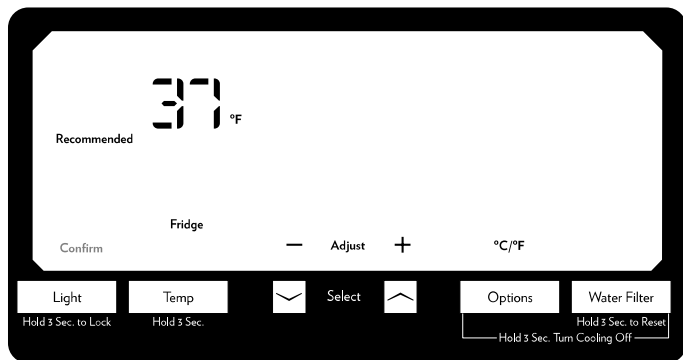 37 °F
Recommended
Fridge
Confirm
— Adjust +
°C/°F
Light
Temp
Select
Options
Water Filter
Hold 3 Sec. to Lock
Hold 3 Sec.
Hold 3 Sec. to Reset
Hold 3 Sec. Turn Cooling Off